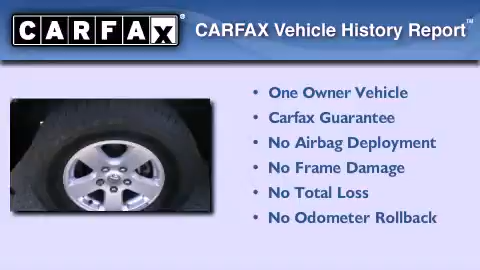 CARFAX® CARFAX Vehicle History Report™
• One Owner Vehicle
• Carfax Guarantee
• No Airbag Deployment
• No Frame Damage
• No Total Loss
• No Odometer Rollback